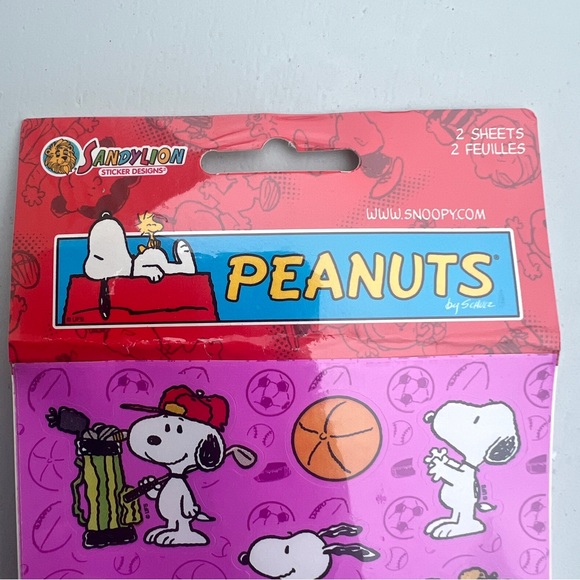 SANDYLION
STICKER DESIGNS®
2 SHEETS
2 FEUILLES
WWW.SNOOPY.COM
PEANUTS®
by Schulz